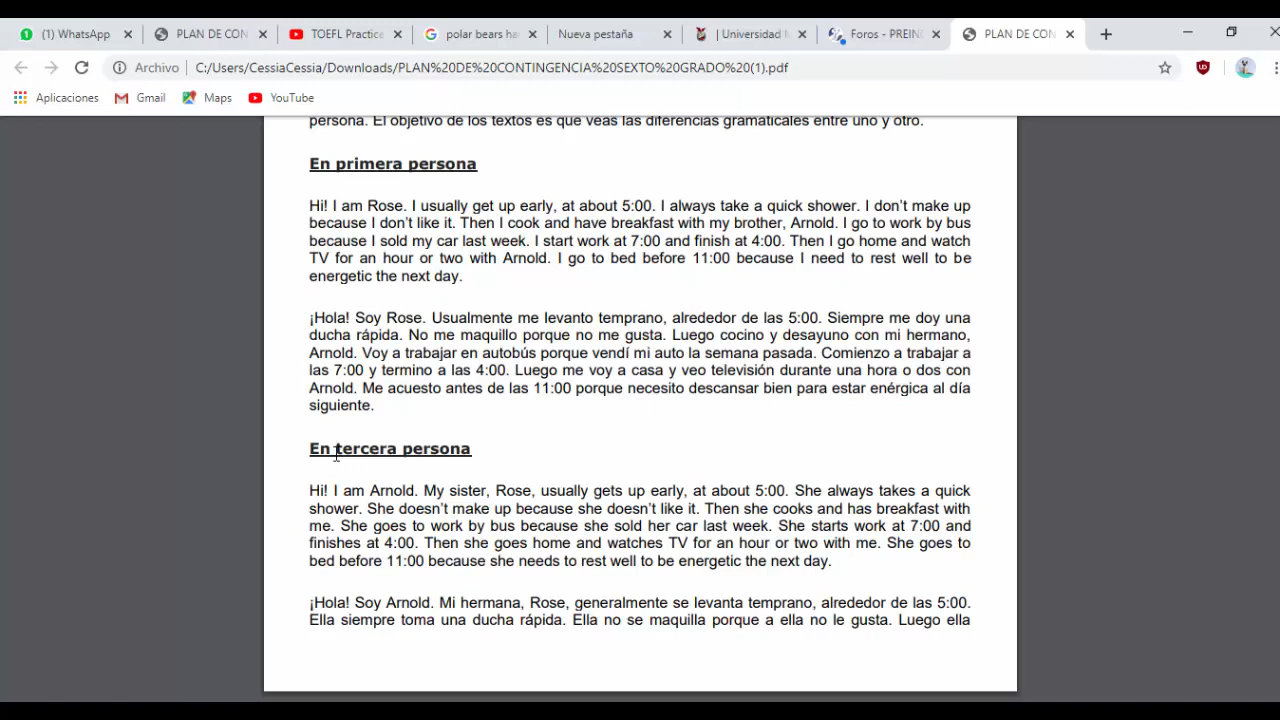 (1) WhatsApp
PLAN DE CON
TOEFL Practice
polar bears ha
Nueva pestaña
| Universidad
Foros - PREIN
PLAN DE CON
Archivo
C:/Users/CessiaCessia/Downloads/PLAN%20DE%20CONTINGENCIA%20SEXTO%20GRADO%20(1).pdf
Aplicaciones
Gmail
Maps
YouTube
persona. El objetivo de los textos es que veas las diferencias gramaticales entre uno y otro.
En primera persona
Hi! I am Rose. I usually get up early, at about 5:00. I always take a quick shower. I don’t make up
because I don’t like it. Then I cook and have breakfast with my brother, Arnold. I go to work by bus
because I sold my car last week. I start work at 7:00 and finish at 4:00. Then I go home and watch
TV for an hour or two with Arnold. I go to bed before 11:00 because I need to rest well to be
energetic the next day.
¡Hola! Soy Rose. Usualmente me levanto temprano, alrededor de las 5:00. Siempre me doy una
ducha rápida. No me maquillo porque no me gusta. Luego cocino y desayuno con mi hermano,
Arnold. Voy a trabajar en autobús porque vendí mi auto la semana pasada. Comienzo a trabajar a
las 7:00 y termino a las 4:00. Luego me voy a casa y veo televisión durante una hora o dos con
Arnold. Me acuesto antes de las 11:00 porque necesito descansar bien para estar enérgica al día
siguiente.
En tercera persona
Hi! I am Arnold. My sister, Rose, usually gets up early, at about 5:00. She always takes a quick
shower. She doesn’t make up because she doesn’t like it. Then she cooks and has breakfast with
me. She goes to work by bus because she sold her car last week. She starts work at 7:00 and
finishes at 4:00. Then she goes home and watches TV for an hour or two with me. She goes to
bed before 11:00 because she needs to rest well to be energetic the next day.
¡Hola! Soy Arnold. Mi hermana, Rose, generalmente se levanta temprano, alrededor de las 5:00.
Ella siempre toma una ducha rápida. Ella no se maquilla porque a ella no le gusta. Luego ella